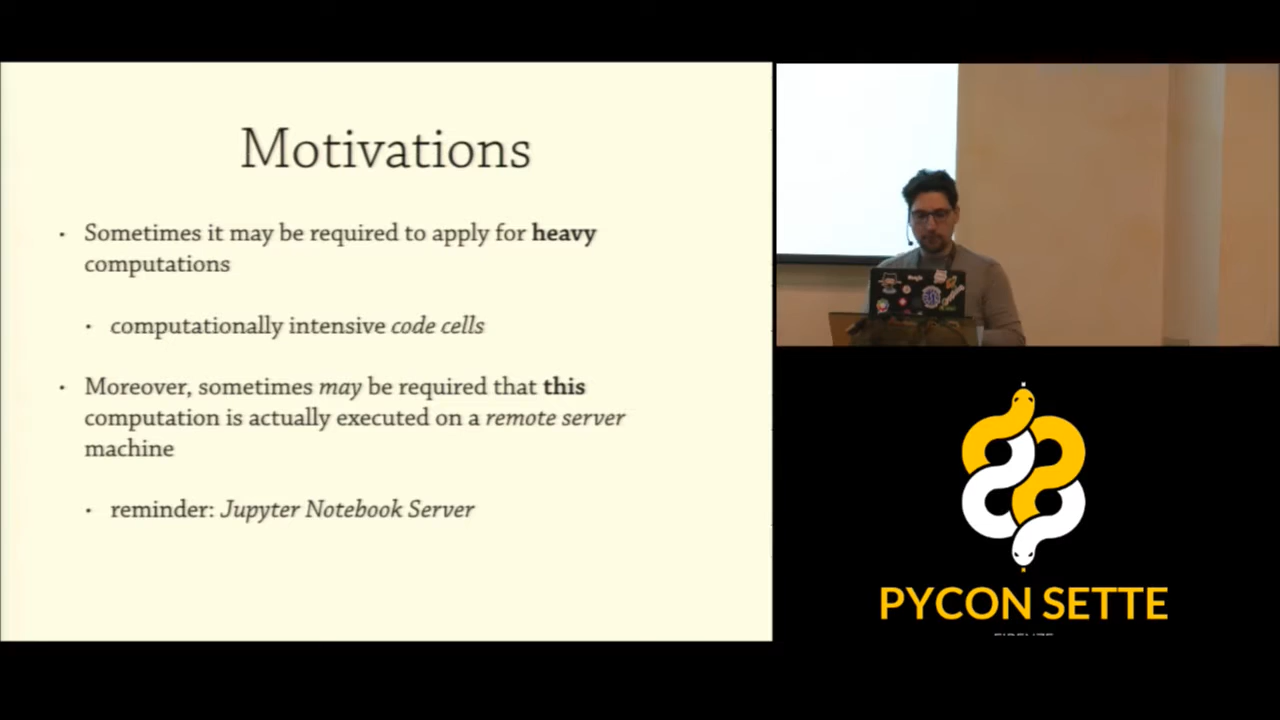 Motivations
· Sometimes it may be required to apply for heavy
computations
· computationally intensive code cells
· Moreover, sometimes may be required that this
computation is actually executed on a remote server
machine
· reminder: Jupyter Notebook Server
PYCON SETTE